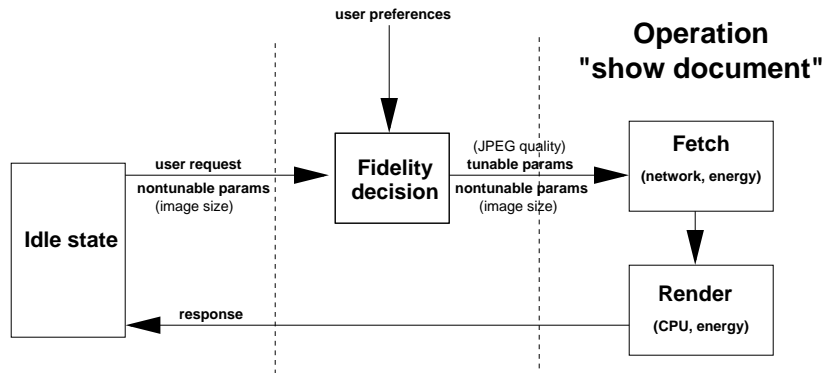 user preferences
Operation
"show document"
Idle state
user request
nontunable params
(image size)
Fidelity
decision
(JPEG quality)
tunable params
nontunable params
(image size)
Fetch
(network, energy)
Render
(CPU, energy)
response